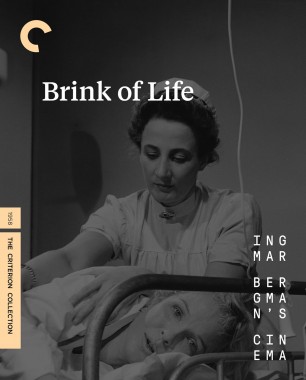 Brink of Life
1958
THE CRITERION COLLECTION
ING
MAR
BER
GMA
N'S
CIN
EMA